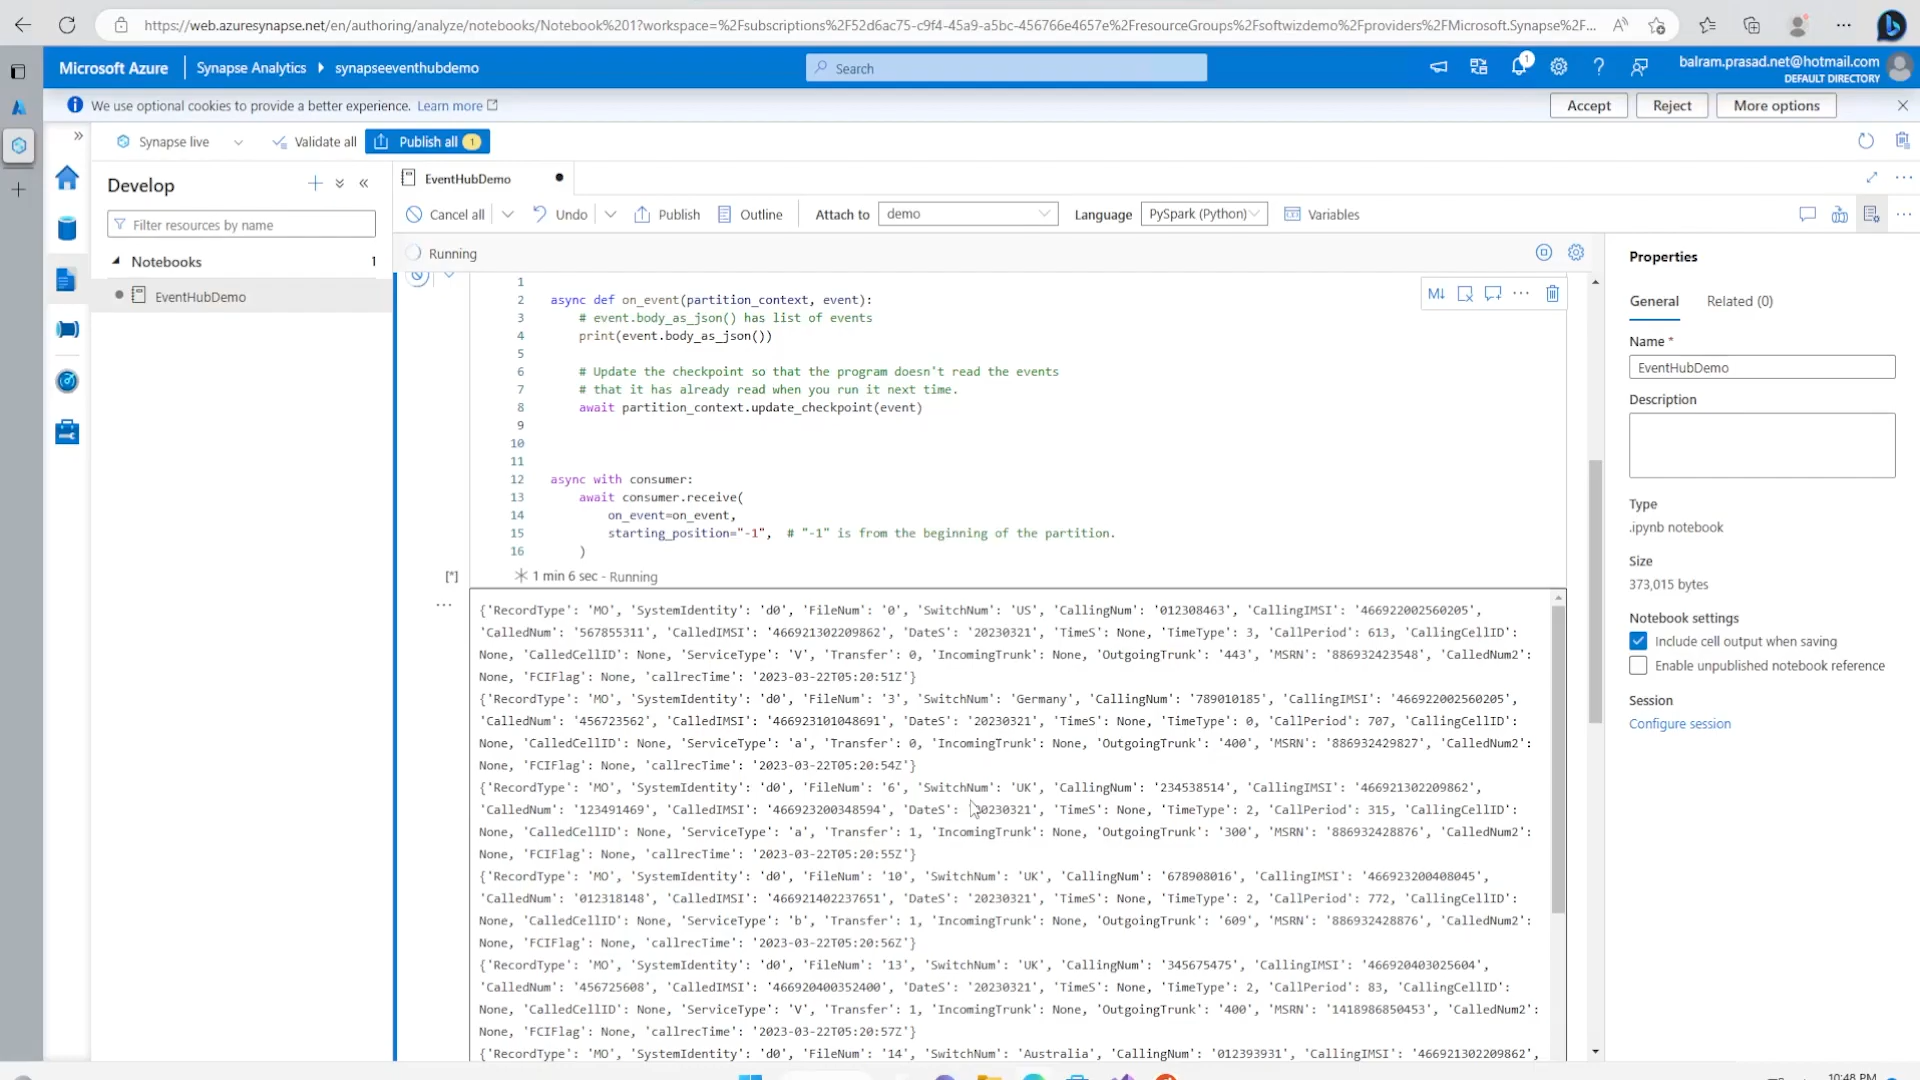 https://web.azuresynapse.net/en/authoring/analyze/notebooks/Notebook%201?workspace=%2Fsubscriptions%2F52d6ac75-c9f4-45a9-a5bc-456766e4657e%2FresourceGroups%2Fsoftwizdemo%2Fproviders%2FMicrosoft.Synapse%2F...
Microsoft Azure
Synapse Analytics
synapseeventhubdemo
Search
1
balram.prasad.net@hotmail.com
DEFAULT DIRECTORY
We use optional cookies to provide a better experience. Learn more
Accept
Reject
More options
Synapse live
Validate all
Publish all 1
Develop
Filter resources by name
Notebooks 1
EventHubDemo
EventHubDemo
Cancel all
Undo
Publish
Outline
Attach to
demo
Language
PySpark (Python)
Variables
Running
1
2 async def on_event(partition_context, event):
3 # event.body_as_json() has list of events
4 print(event.body_as_json())
5
6 # Update the checkpoint so that the program doesn't read the events
7 # that it has already read when you run it next time.
8 await partition_context.update_checkpoint(event)
9
10
11
12 async with consumer:
13 await consumer.receive(
14 on_event=on_event,
15 starting_position="-1", # "-1" is from the beginning of the partition.
16 )
[*] 1 min 6 sec - Running
{'RecordType': 'MO', 'SystemIdentity': 'd0', 'FileNum': '0', 'SwitchNum': 'US', 'CallingNum': '012308463', 'CallingIMSI': '466922002560205',
'CalledNum': '567855311', 'CalledIMSI': '466921302209862', 'DateS': '20230321', 'TimeS': None, 'TimeType': 3, 'CallPeriod': 613, 'CallingCellID':
None, 'CalledCellID': None, 'ServiceType': 'V', 'Transfer': 0, 'IncomingTrunk': None, 'OutgoingTrunk': '443', 'MSRN': '886932423548', 'CalledNum2':
None, 'FCIFlag': None, 'callrecTime': '2023-03-22T05:20:51Z'}
{'RecordType': 'MO', 'SystemIdentity': 'd0', 'FileNum': '3', 'SwitchNum': 'Germany', 'CallingNum': '789010185', 'CallingIMSI': '466922002560205',
'CalledNum': '456723562', 'CalledIMSI': '466923101048691', 'DateS': '20230321', 'TimeS': None, 'TimeType': 0, 'CallPeriod': 707, 'CallingCellID':
None, 'CalledCellID': None, 'ServiceType': 'a', 'Transfer': 0, 'IncomingTrunk': None, 'OutgoingTrunk': '400', 'MSRN': '886932429827', 'CalledNum2':
None, 'FCIFlag': None, 'callrecTime': '2023-03-22T05:20:54Z'}
{'RecordType': 'MO', 'SystemIdentity': 'd0', 'FileNum': '6', 'SwitchNum': 'UK', 'CallingNum': '234538514', 'CallingIMSI': '466921302209862',
'CalledNum': '123491469', 'CalledIMSI': '466923200348594', 'DateS': '20230321', 'TimeS': None, 'TimeType': 2, 'CallPeriod': 315, 'CallingCellID':
None, 'CalledCellID': None, 'ServiceType': 'a', 'Transfer': 1, 'IncomingTrunk': None, 'OutgoingTrunk': '300', 'MSRN': '886932428876', 'CalledNum2':
None, 'FCIFlag': None, 'callrecTime': '2023-03-22T05:20:55Z'}
{'RecordType': 'MO', 'SystemIdentity': 'd0', 'FileNum': '10', 'SwitchNum': 'UK', 'CallingNum': '678908016', 'CallingIMSI': '466923200408045',
'CalledNum': '012318148', 'CalledIMSI': '466921402237651', 'DateS': '20230321', 'TimeS': None, 'TimeType': 2, 'CallPeriod': 772, 'CallingCellID':
None, 'CalledCellID': None, 'ServiceType': 'b', 'Transfer': 1, 'IncomingTrunk': None, 'OutgoingTrunk': '609', 'MSRN': '886932428876', 'CalledNum2':
None, 'FCIFlag': None, 'callrecTime': '2023-03-22T05:20:56Z'}
{'RecordType': 'MO', 'SystemIdentity': 'd0', 'FileNum': '13', 'SwitchNum': 'UK', 'CallingNum': '345675475', 'CallingIMSI': '466920403025604',
'CalledNum': '456725608', 'CalledIMSI': '466920400352400', 'DateS': '20230321', 'TimeS': None, 'TimeType': 2, 'CallPeriod': 83, 'CallingCellID':
None, 'CalledCellID': None, 'ServiceType': 'V', 'Transfer': 1, 'IncomingTrunk': None, 'OutgoingTrunk': '400', 'MSRN': '1418986850453', 'CalledNum2':
None, 'FCIFlag': None, 'callrecTime': '2023-03-22T05:20:57Z'}
{'RecordType': 'MO', 'SystemIdentity': 'd0', 'FileNum': '14', 'SwitchNum': 'Australia', 'CallingNum': '012393931', 'CallingIMSI': '466921302209862',
Properties
General
Related (0)
Name *
EventHubDemo
Description
Type
.ipynb notebook
Size
373,015 bytes
Notebook settings
Include cell output when saving
Enable unpublished notebook reference
Session
Configure session
10:48 PM